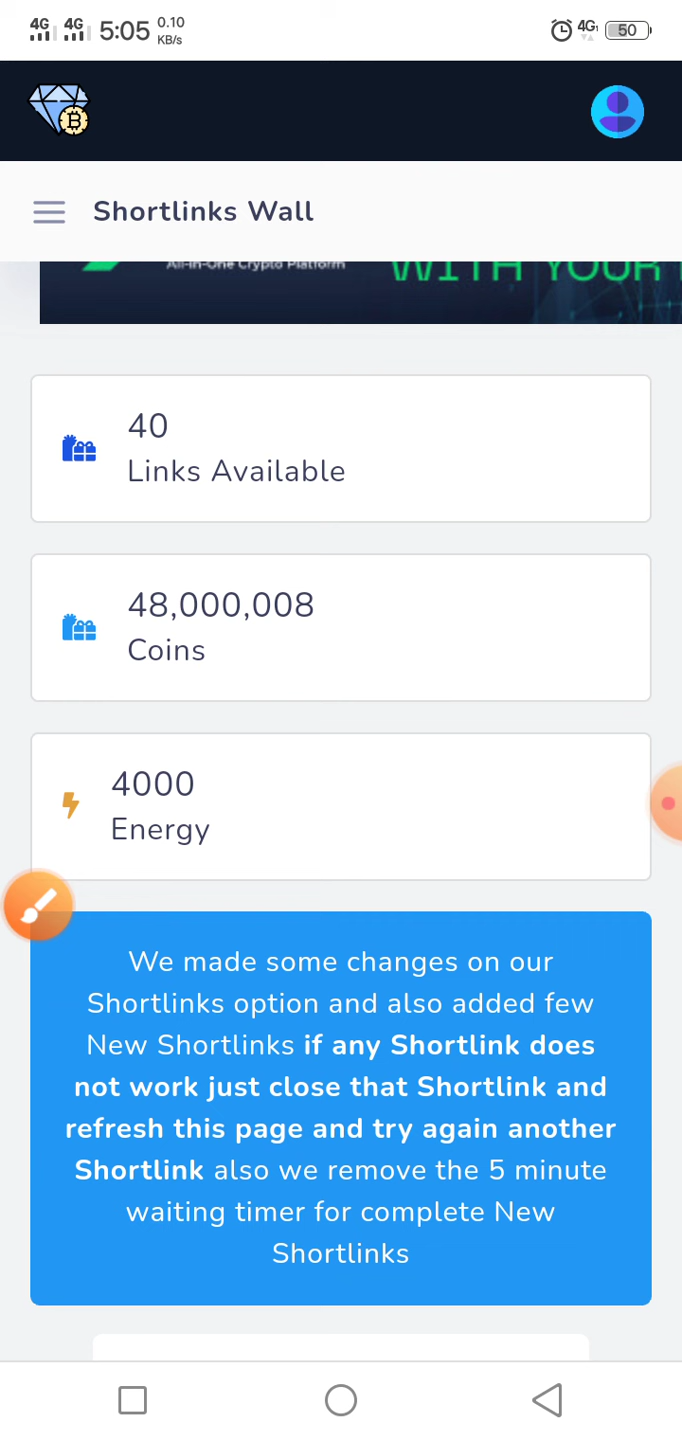 4G 4G 5:05 0.10 KB/s 4G 50
Shortlinks Wall
All-in-One Crypto Platform WITH YOUR
40
Links Available
48,000,008
Coins
4000
Energy
We made some changes on our
Shortlinks option and also added few
New Shortlinks if any Shortlink does
not work just close that Shortlink and
refresh this page and try again another
Shortlink also we remove the 5 minute
waiting timer for complete New
Shortlinks